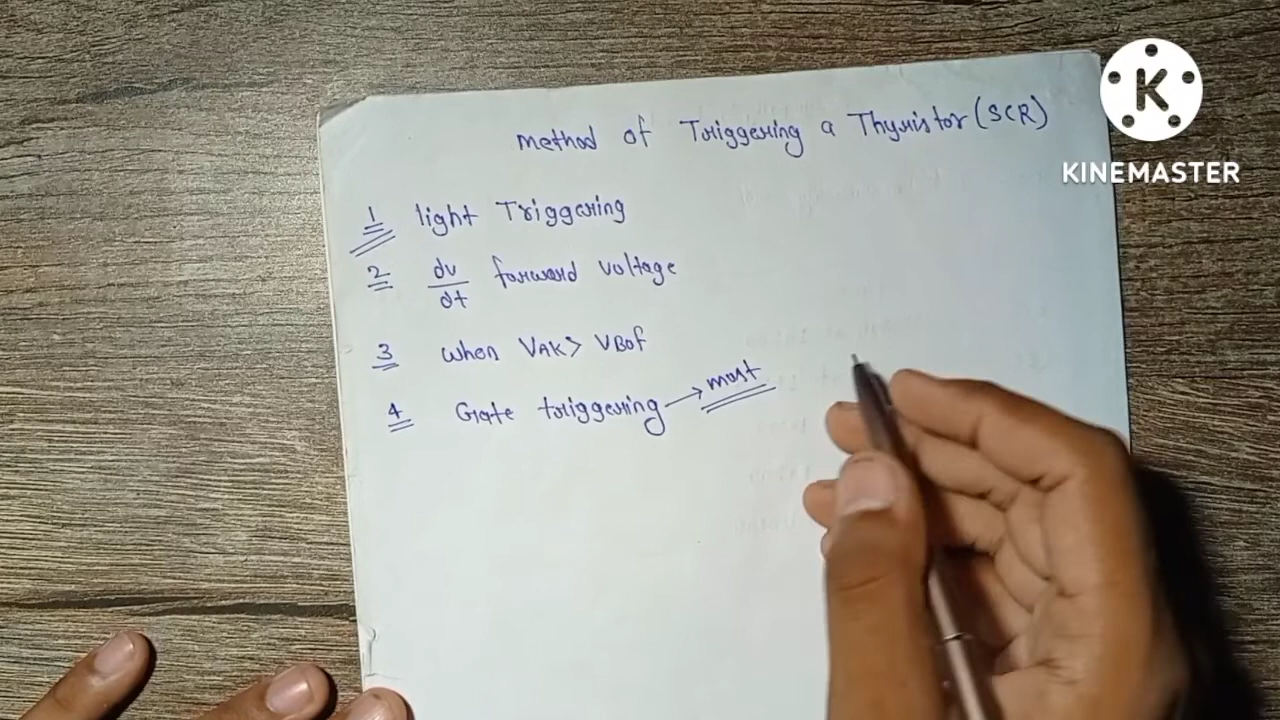 method of Triggering a Thyristor (SCR)
K
KINEMASTER
1 light Triggering
2 dv/dt forward voltage
3 when VAK> VBof
4 Gate triggering → most